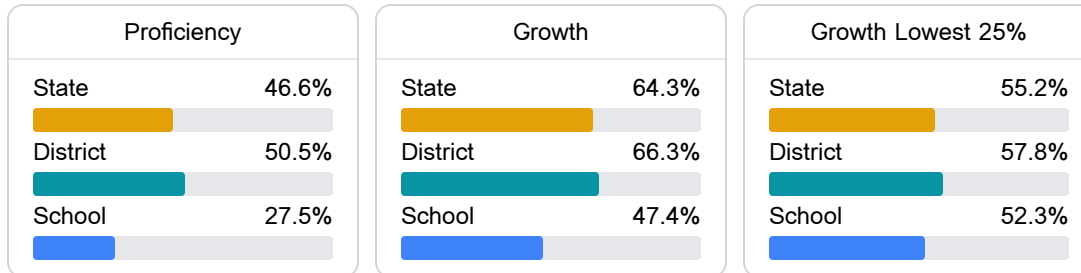 Proficiency
State 46.6%
District 50.5%
School 27.5%
Growth
State 64.3%
District 66.3%
School 47.4%
Growth Lowest 25%
State 55.2%
District 57.8%
School 52.3%